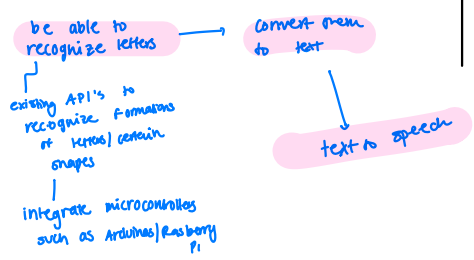 be able to
recognize letters
convert them
to text
existing API's to
recognize formations
of letters/certain
shapes
text to speech
integrate microcontrollers
such as Arduinos/Rasberry
Pi